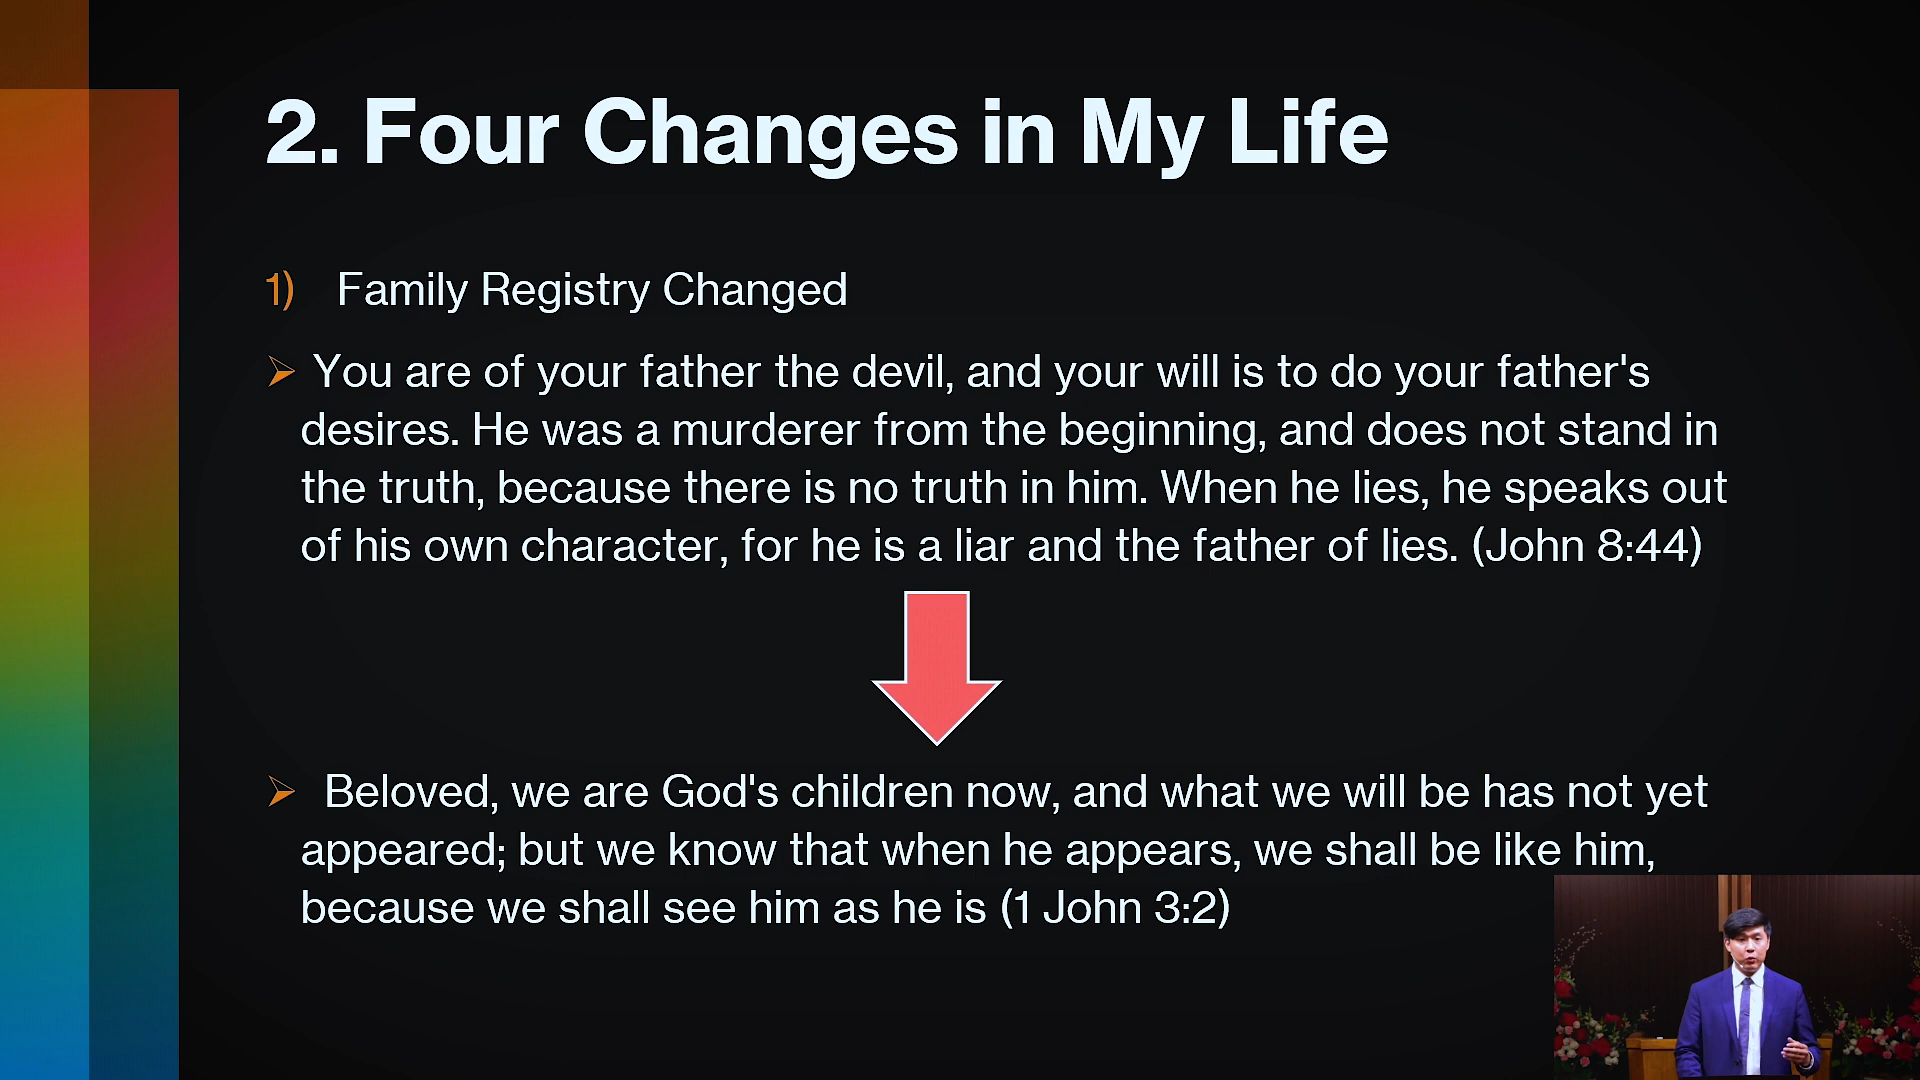 2. Four Changes in My Life
1) Family Registry Changed
You are of your father the devil, and your will is to do your father's
desires. He was a murderer from the beginning, and does not stand in
the truth, because there is no truth in him. When he lies, he speaks out
of his own character, for he is a liar and the father of lies. (John 8:44)
Beloved, we are God's children now, and what we will be has not yet
appeared; but we know that when he appears, we shall be like him,
because we shall see him as he is (1 John 3:2)